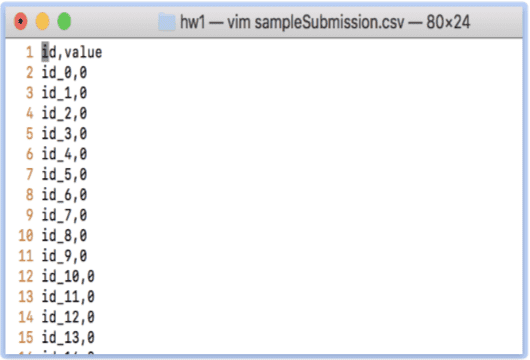 hw1 — vim sampleSubmission.csv — 80×24
1 id,value
2 id_0,0
3 id_1,0
4 id_2,0
5 id_3,0
6 id_4,0
7 id_5,0
8 id_6,0
9 id_7,0
10 id_8,0
11 id_9,0
12 id_10,0
13 id_11,0
14 id_12,0
15 id_13,0